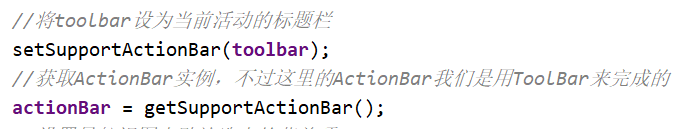 //将toolbar设为当前活动的标题栏
setSupportActionBar(toolbar);
//获取ActionBar实例，不过这里的ActionBar我们是用ToolBar来完成的
actionBar = getSupportActionBar();